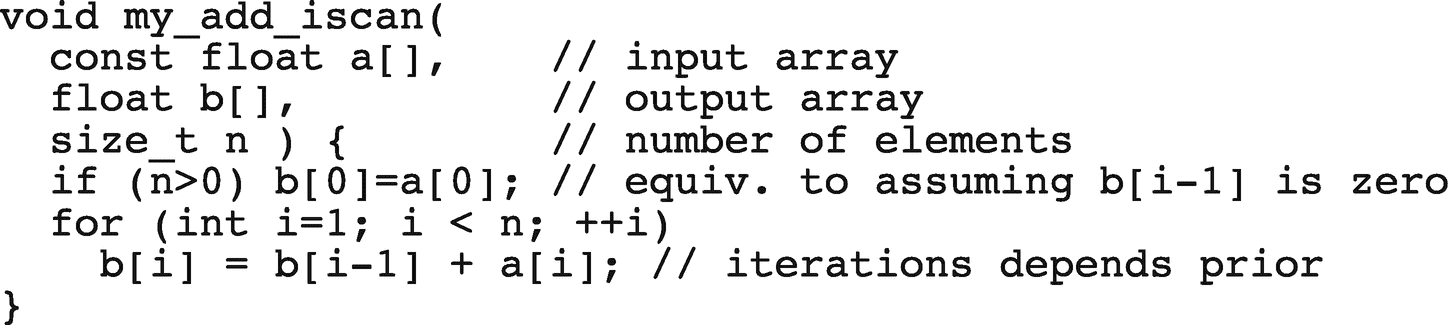 void my_add_iscan(
  const float a[],    // input array
  float b[],          // output array
  size_t n ) {        // number of elements
  if (n>0) b[0]=a[0]; // equiv. to assuming b[i-1] is zero
  for (int i=1; i < n; ++i)
    b[i] = b[i-1] + a[i]; // iterations depends prior
}